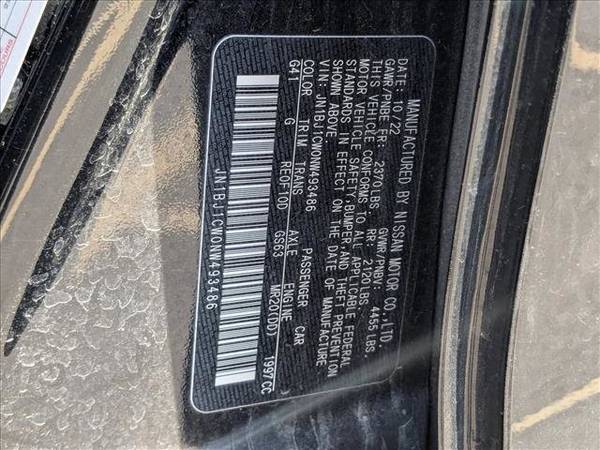 MANUFACTURED BY NISSAN MOTOR CO.,LTD.
DATE: 10/22 GVWR/PNBV: 4455 LBS.
GAWR/PNBE FR: 2370LBS. RR: 2120LBS.
THIS VEHICLE CONFORMS TO ALL APPLICABLE FEDERAL
STANDARDS IN EFFECT ON THE DATE OF MANUFACTURE
VEHICLE SAFETY,BUMPER,AND THEFT PREVENTION
SHOWN ABOVE.
VIN: JN1BJ1CW0NW493486 PASSENGER CAR
COLOR TRIM TRANS AXLE ENGINE
G41 G RE0F10D GS63 MR20(DD) 1997CC
JN1BJ1CW0NW493486